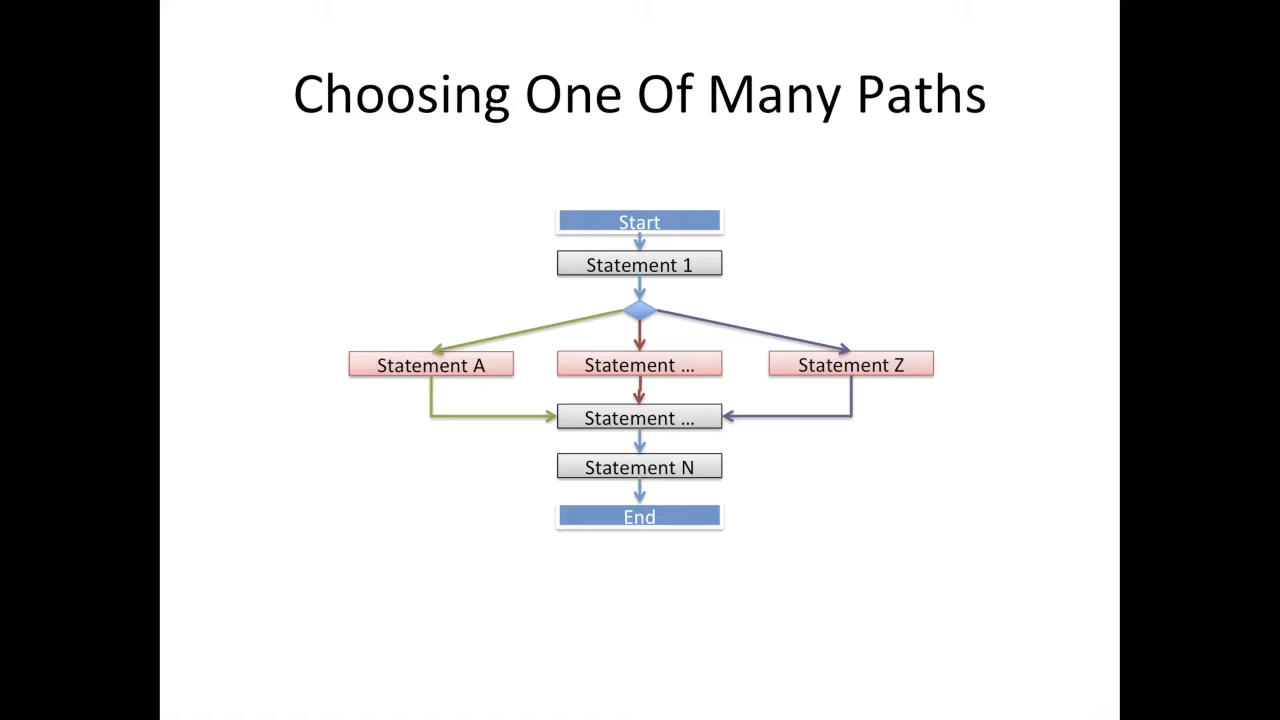 Choosing One Of Many Paths
Start
Statement 1
Statement A
Statement ...
Statement Z
Statement ...
Statement N
End